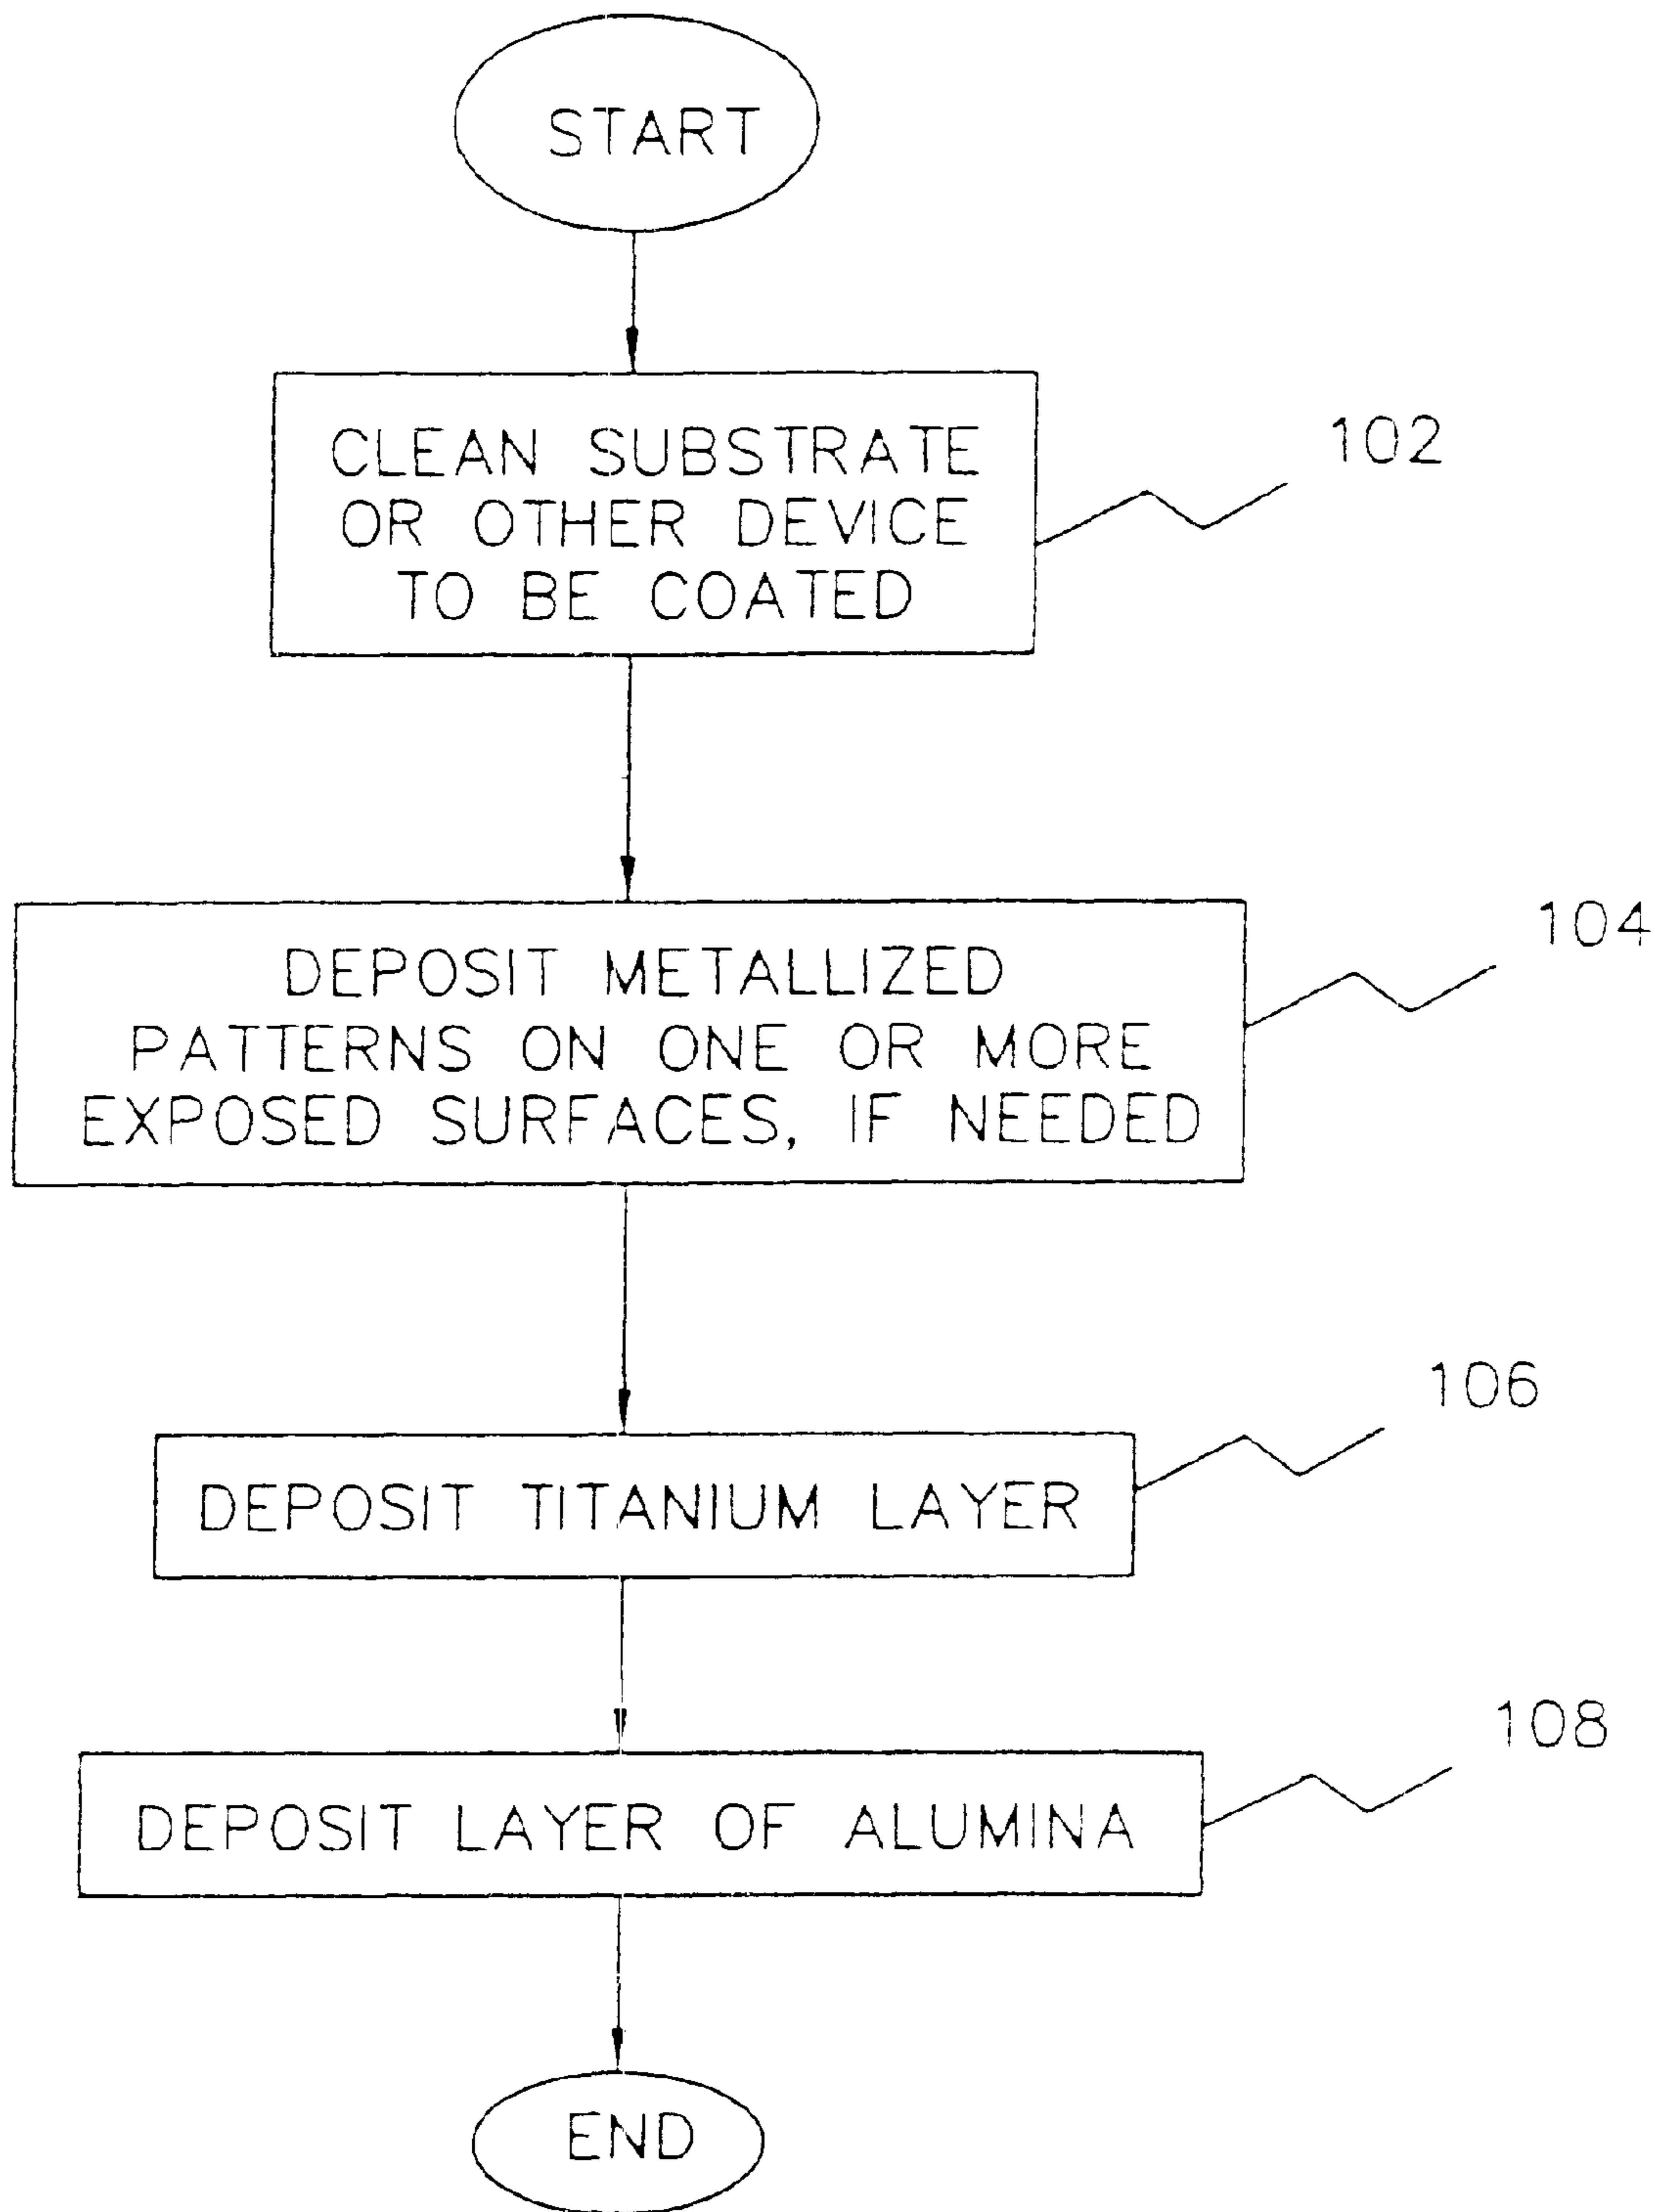 START
CLEAN SUBSTRATE
OR OTHER DEVICE
TO BE COATED
102
DEPOSIT METALLIZED
PATTERNS ON ONE OR MORE
EXPOSED SURFACES, IF NEEDED
104
DEPOSIT TITANIUM LAYER
106
DEPOSIT LAYER OF ALUMINA
108
END